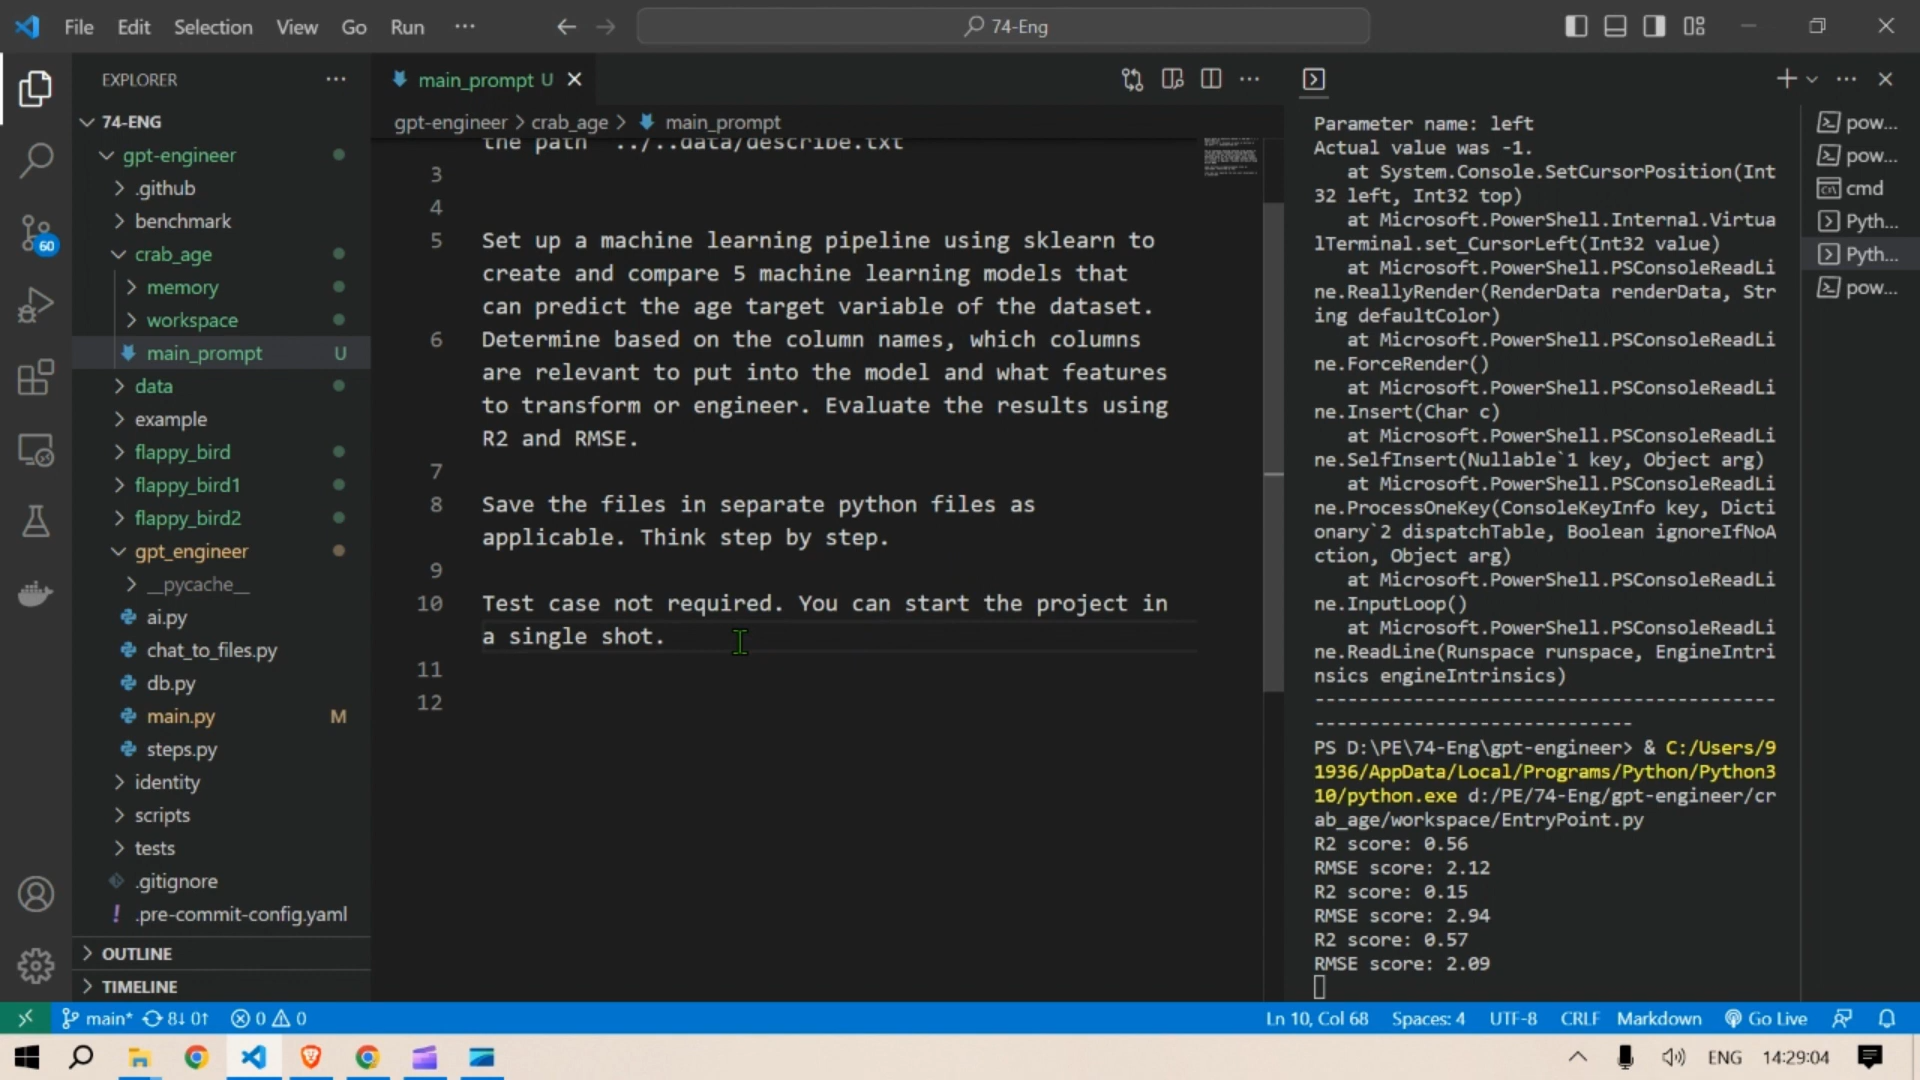 File Edit Selection View Go Run ··· 74-Eng
EXPLORER ···
74-ENG
gpt-engineer
.github
benchmark
crab_age
memory
workspace
main_prompt U
data
example
flappy_bird
flappy_bird1
flappy_bird2
gpt_engineer
__pycache__
ai.py
chat_to_files.py
db.py
main.py M
steps.py
identity
scripts
tests
.gitignore
.pre-commit-config.yaml
OUTLINE
TIMELINE
60
main_prompt U
gpt-engineer > crab_age > main_prompt
the path "../..data/describe.txt
3
4
5 Set up a machine learning pipeline using sklearn to
create and compare 5 machine learning models that
can predict the age target variable of the dataset.
6 Determine based on the column names, which columns
are relevant to put into the model and what features
to transform or engineer. Evaluate the results using
R2 and RMSE.
7
8 Save the files in separate python files as
applicable. Think step by step.
9
10 Test case not required. You can start the project in
a single shot.
11
12
Parameter name: left
Actual value was -1.
at System.Console.SetCursorPosition(Int
32 left, Int32 top)
at Microsoft.PowerShell.Internal.Virtua
lTerminal.set_CursorLeft(Int32 value)
at Microsoft.PowerShell.PSConsoleReadLi
ne.ReallyRender(RenderData renderData, Str
ing defaultColor)
at Microsoft.PowerShell.PSConsoleReadLi
ne.ForceRender()
at Microsoft.PowerShell.PSConsoleReadLi
ne.Insert(Char c)
at Microsoft.PowerShell.PSConsoleReadLi
ne.SelfInsert(Nullable`1 key, Object arg)
at Microsoft.PowerShell.PSConsoleReadLi
ne.ProcessOneKey(ConsoleKeyInfo key, Dicti
onary`2 dispatchTable, Boolean ignoreIfNoA
ction, Object arg)
at Microsoft.PowerShell.PSConsoleReadLi
ne.InputLoop()
at Microsoft.PowerShell.PSConsoleReadLi
ne.ReadLine(Runspace runspace, EngineIntri
nsics engineIntrinsics)
------------------------------------------
-----------------------------
PS D:\PE\74-Eng\gpt-engineer> & C:/Users/9
1936/AppData/Local/Programs/Python/Python3
10/python.exe d:/PE/74-Eng/gpt-engineer/cr
ab_age/workspace/EntryPoint.py
R2 score: 0.56
RMSE score: 2.12
R2 score: 0.15
RMSE score: 2.94
R2 score: 0.57
RMSE score: 2.09
pow...
pow...
cmd
Pyth...
Pyth...
pow...
main* 8↓ 0↑ 0 0 Ln 10, Col 68 Spaces: 4 UTF-8 CRLF Markdown Go Live
ENG 14:29:04